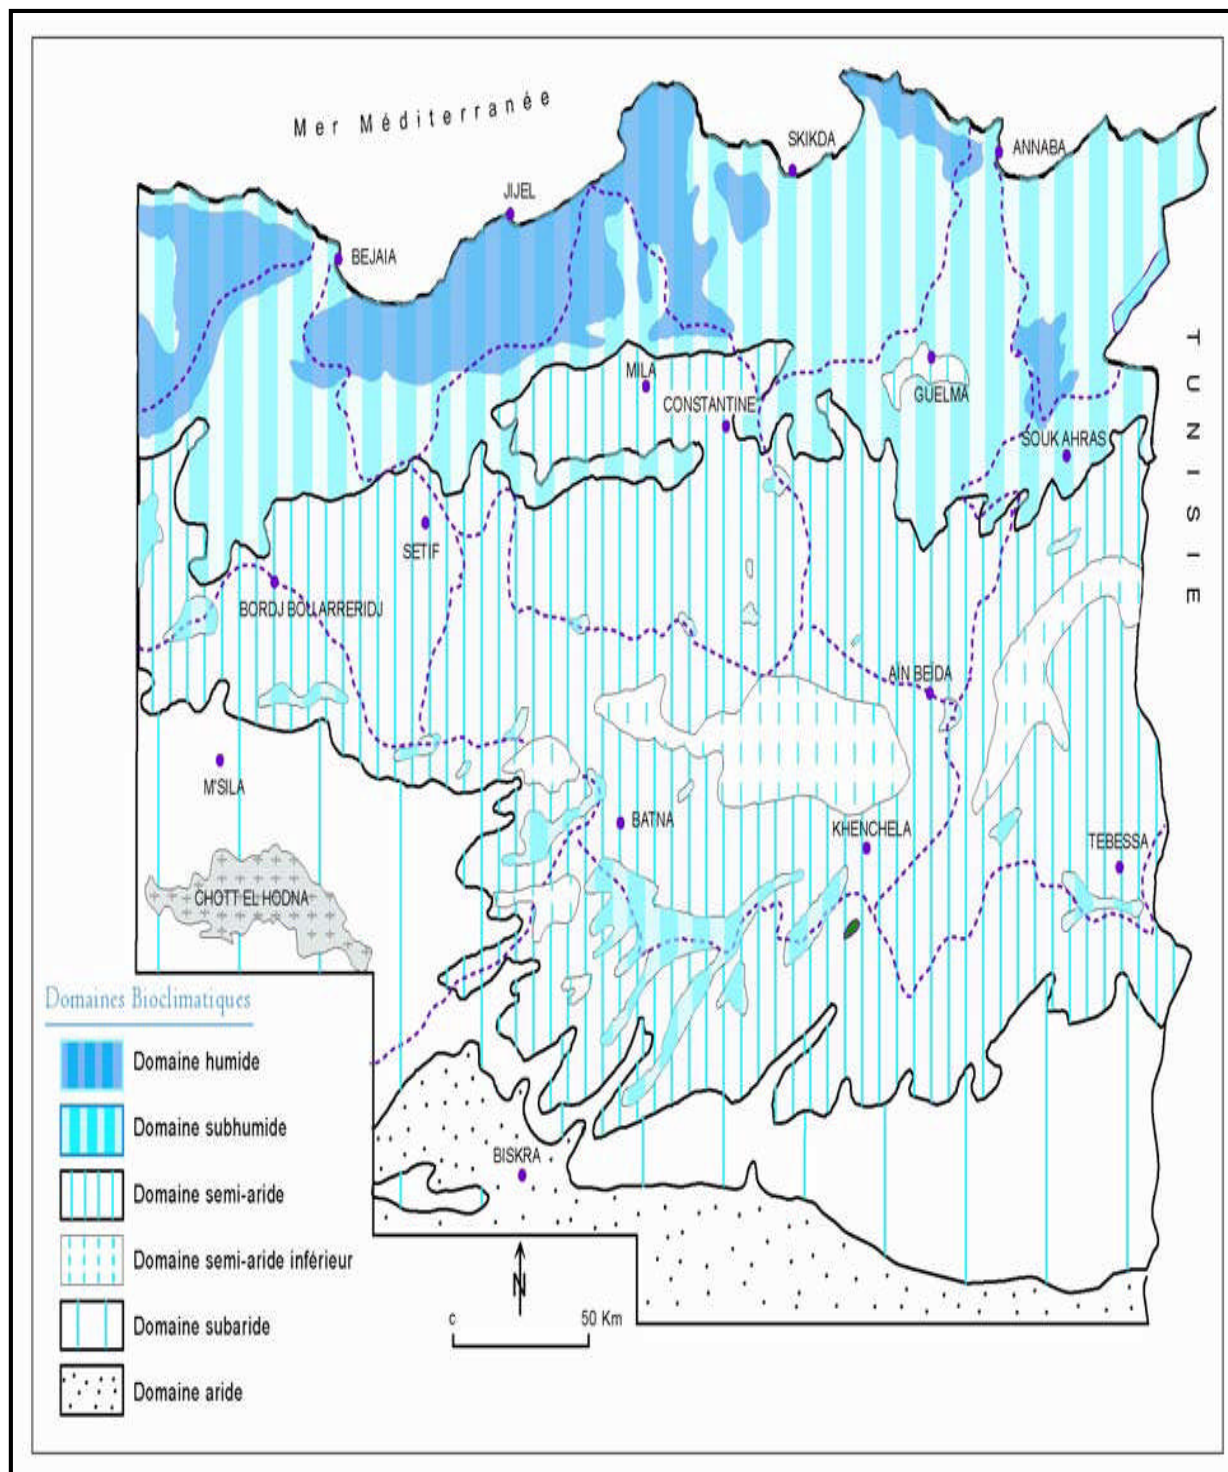 Mer Méditerranée
SKIKDA
ANNABA
JIJEL
BEJAIA
MILA
CONSTANTINE
GUELMA
SOUK AHRAS
TUNISIE
SETIF
BORDJ BOU ARRERIDJ
AIN BEIDA
M'SILA
BATNA
KHENCHELA
TEBESSA
CHOTT EL HODNA
Domaines Bioclimatiques
Domaine humide
Domaine subhumide
Domaine semi-aride
Domaine semi-aride inférieur
Domaine subaride
Domaine aride
BISKRA
N
c 50 Km